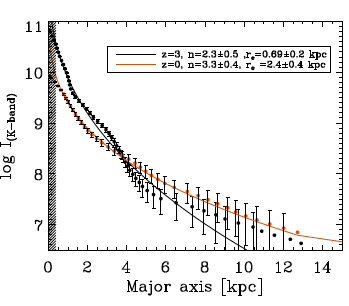 z=3, n=2.3±0.5 ,re=0.69±0.2 kpc
z=0, n=3.3±0.4, re =2.4±0.4 kpc
log I(K-band)
11
10
9
8
7
0 2 4 6 8 10 12 14
Major axis [kpc]